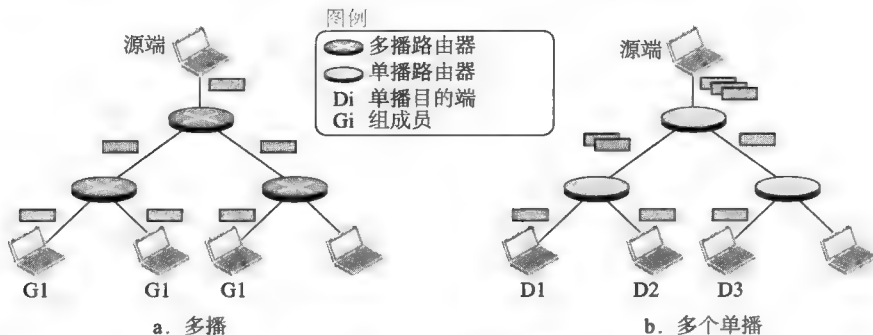 图例
多播路由器
单播路由器
Di 单播目的端
Gi 组成员
源端
G1 G1 G1
a. 多播
源端
D1 D2 D3
b. 多个单播